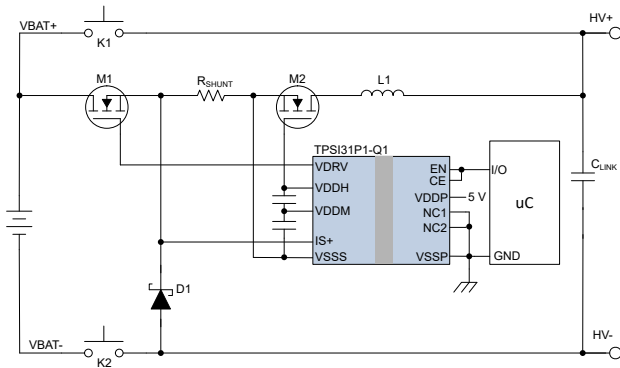 VBAT+
K1
HV+
M1
RSHUNT
M2
L1
TPSI31P1-Q1
VDRV
VDDH
VDDM
IS+
VSSS
EN
CE
VDDP
5 V
NC1
NC2
VSSP
I/O
uC
GND
CLINK
D1
VBAT-
K2
HV-